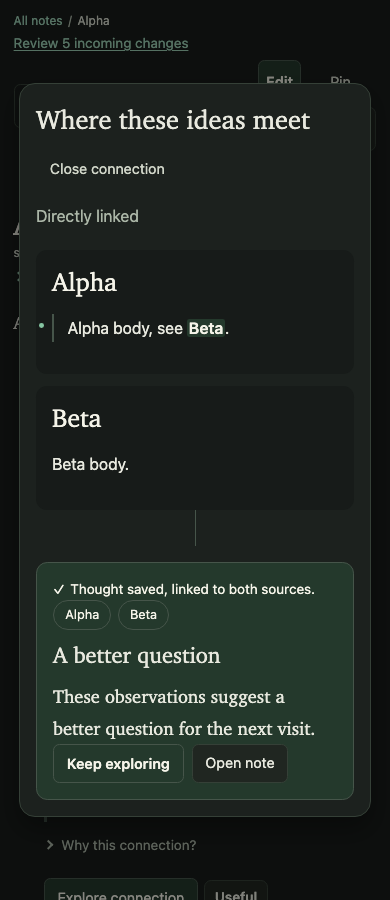 All notes / Alpha
Review 5 incoming changes
Edit Pin
Where these ideas meet
Close connection
Directly linked
Alpha
Alpha body, see Beta.
Beta
Beta body.
✓ Thought saved, linked to both sources.
Alpha Beta
A better question
These observations suggest a
better question for the next visit.
Keep exploring Open note
Why this connection?
Explore connection Useful